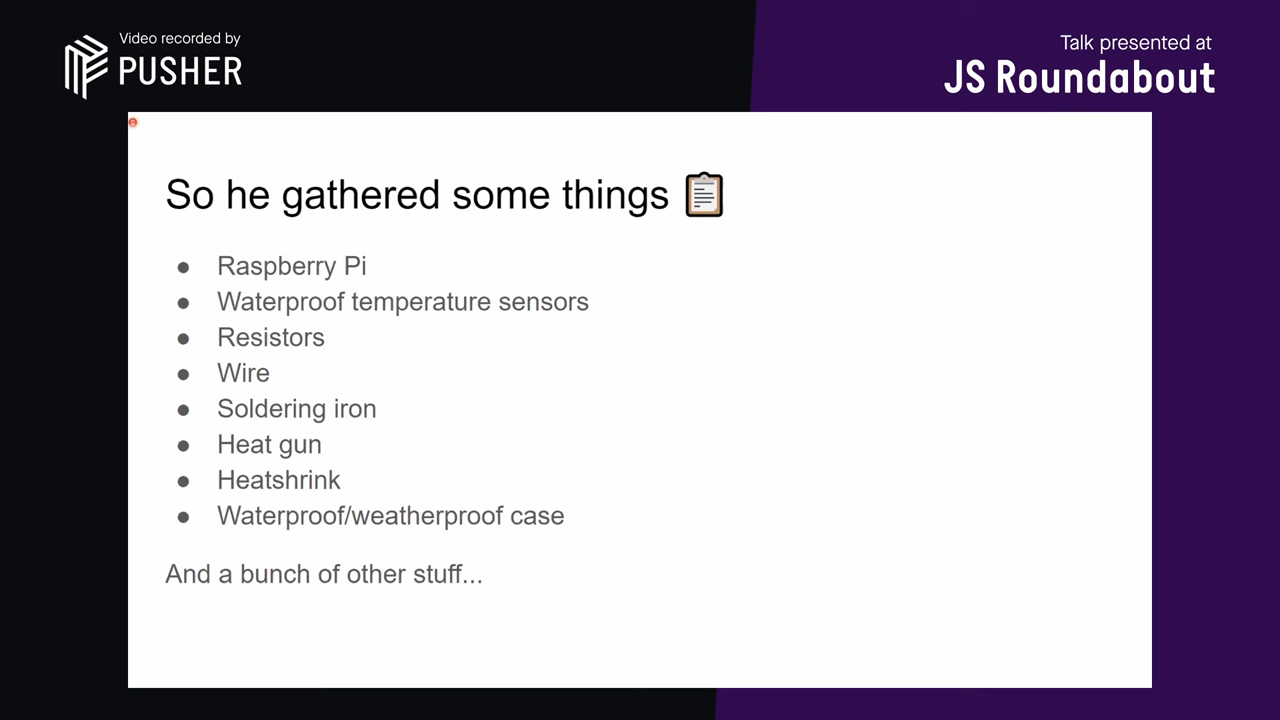 Video recorded by
PUSHER
Talk presented at
JS Roundabout
So he gathered some things
● Raspberry Pi
● Waterproof temperature sensors
● Resistors
● Wire
● Soldering iron
● Heat gun
● Heatshrink
● Waterproof/weatherproof case
And a bunch of other stuff...